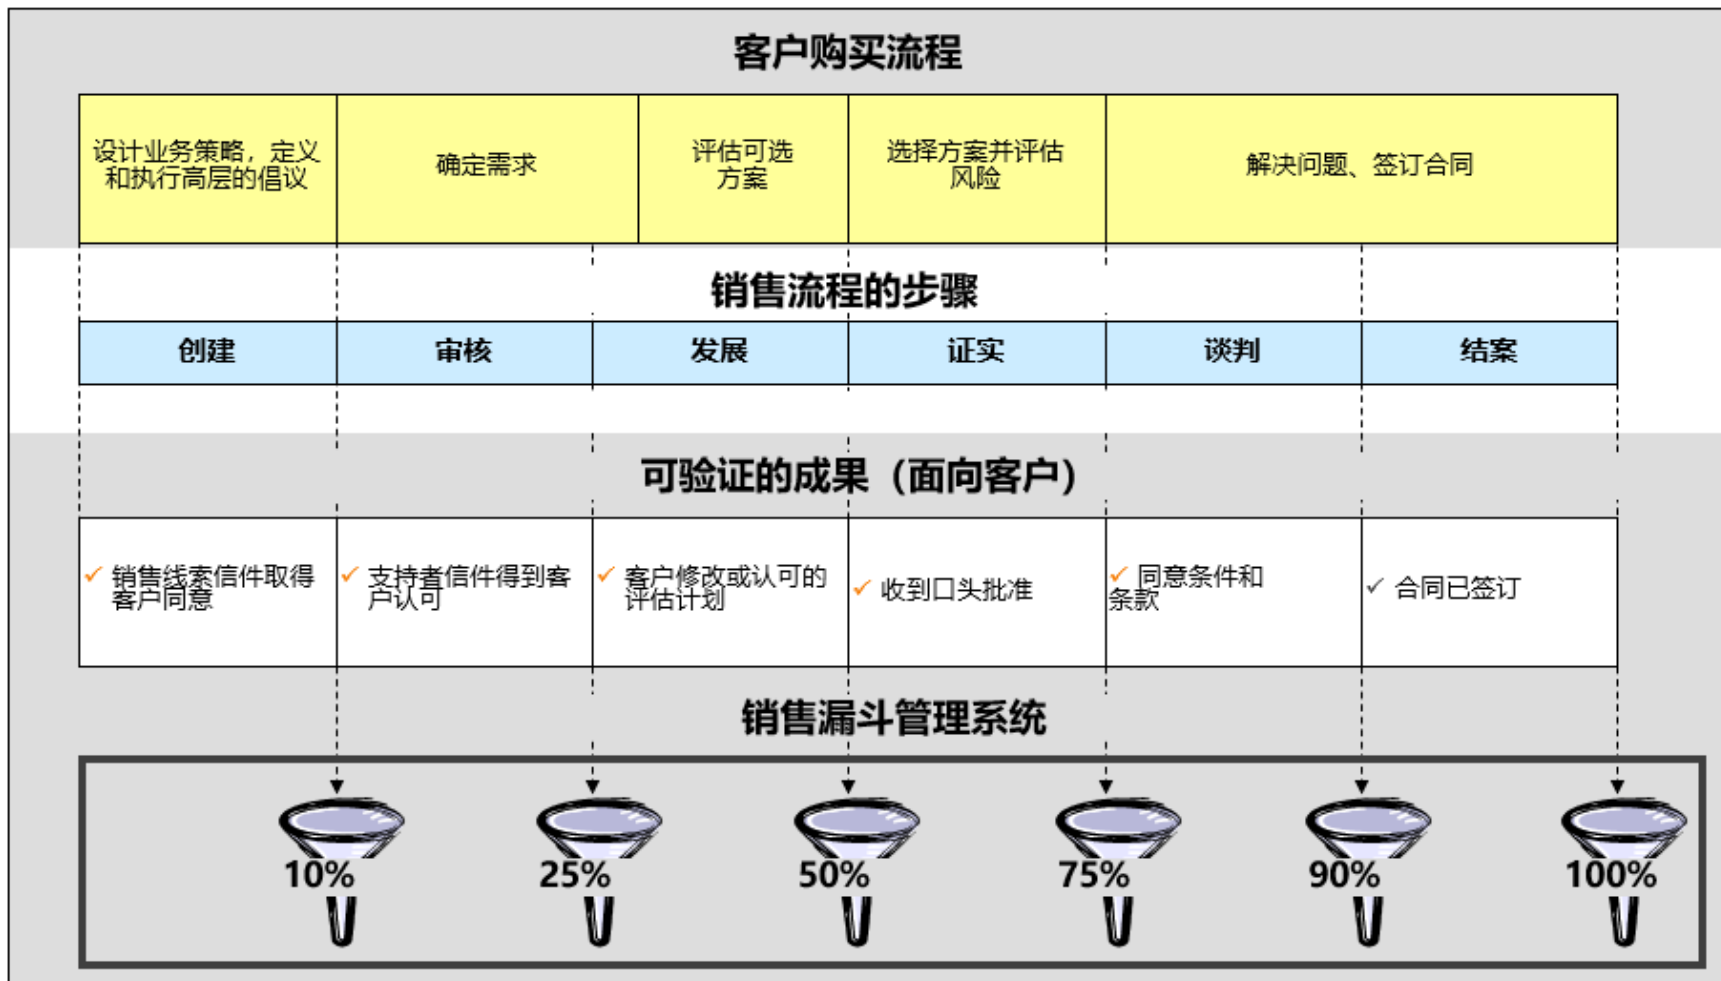 客户购买流程
设计业务策略，定义
和执行高层的倡议
确定需求
评估可选
方案
选择方案并评估
风险
解决问题、签订合同
销售流程的步骤
创建
审核
发展
证实
谈判
结案
可验证的成果（面向客户）
✓ 销售线索信件取得
客户同意
✓ 支持者信件得到客
户认可
✓ 客户修改或认可的
评估计划
✓ 收到口头批准
✓ 同意条件和
条款
✓ 合同已签订
销售漏斗管理系统
10%
25%
50%
75%
90%
100%